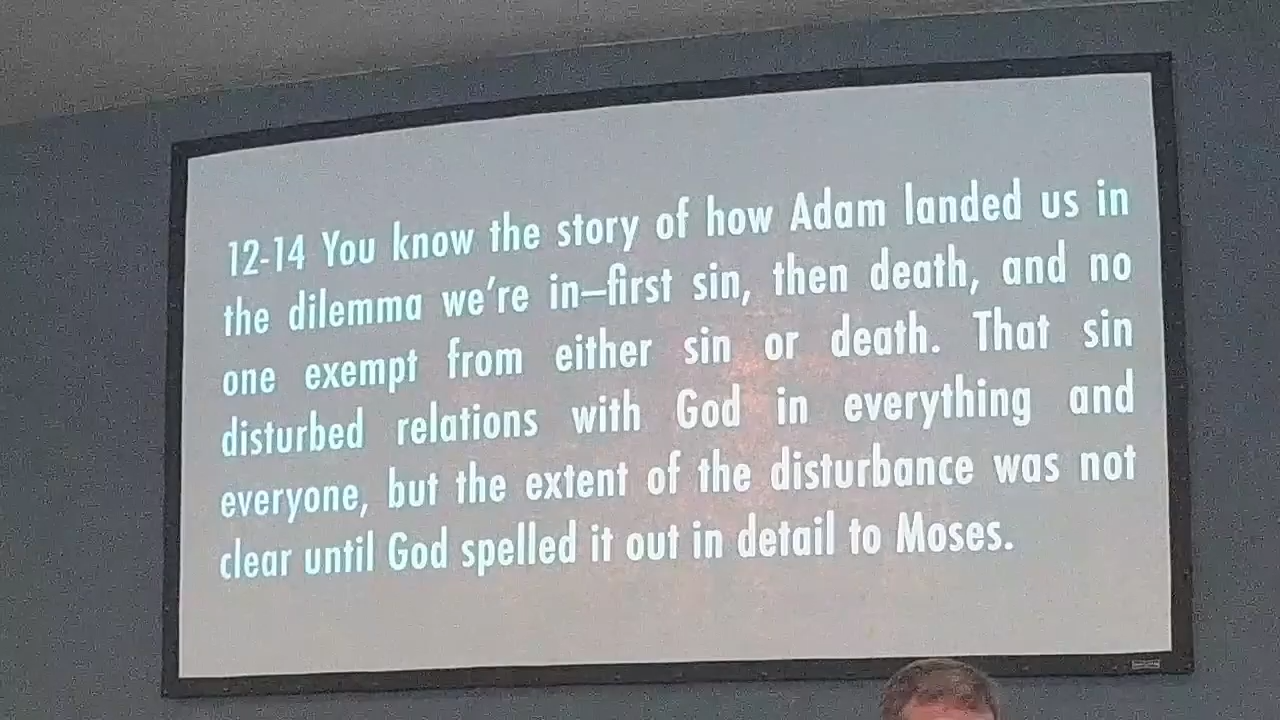 12-14 You know the story of how Adam landed us in
the dilemma we're in–first sin, then death, and no
one exempt from either sin or death. That sin
disturbed relations with God in everything and
everyone, but the extent of the disturbance was not
clear until God spelled it out in detail to Moses.